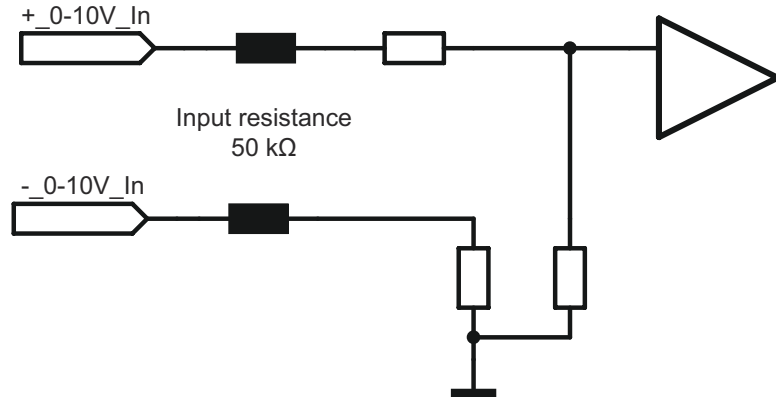 +_0-10V_In
Input resistance
50 kΩ
-_0-10V_In